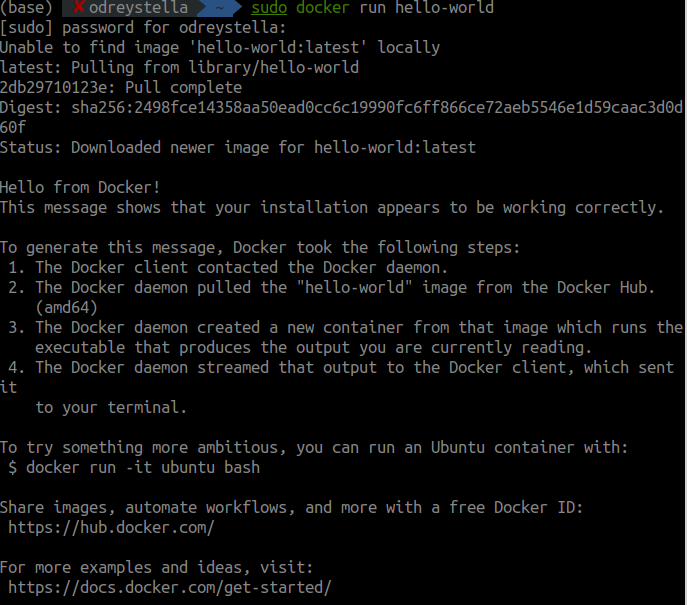 (base) ✘ odreystella ~ sudo docker run hello-world
[sudo] password for odreystella:
Unable to find image 'hello-world:latest' locally
latest: Pulling from library/hello-world
2db29710123e: Pull complete
Digest: sha256:2498fce14358aa50ead0cc6c19990fc6ff866ce72aeb5546e1d59caac3d0d
60f
Status: Downloaded newer image for hello-world:latest

Hello from Docker!
This message shows that your installation appears to be working correctly.

To generate this message, Docker took the following steps:
 1. The Docker client contacted the Docker daemon.
 2. The Docker daemon pulled the "hello-world" image from the Docker Hub.
    (amd64)
 3. The Docker daemon created a new container from that image which runs the
    executable that produces the output you are currently reading.
 4. The Docker daemon streamed that output to the Docker client, which sent
it
    to your terminal.

To try something more ambitious, you can run an Ubuntu container with:
 $ docker run -it ubuntu bash

Share images, automate workflows, and more with a free Docker ID:
 https://hub.docker.com/

For more examples and ideas, visit:
 https://docs.docker.com/get-started/